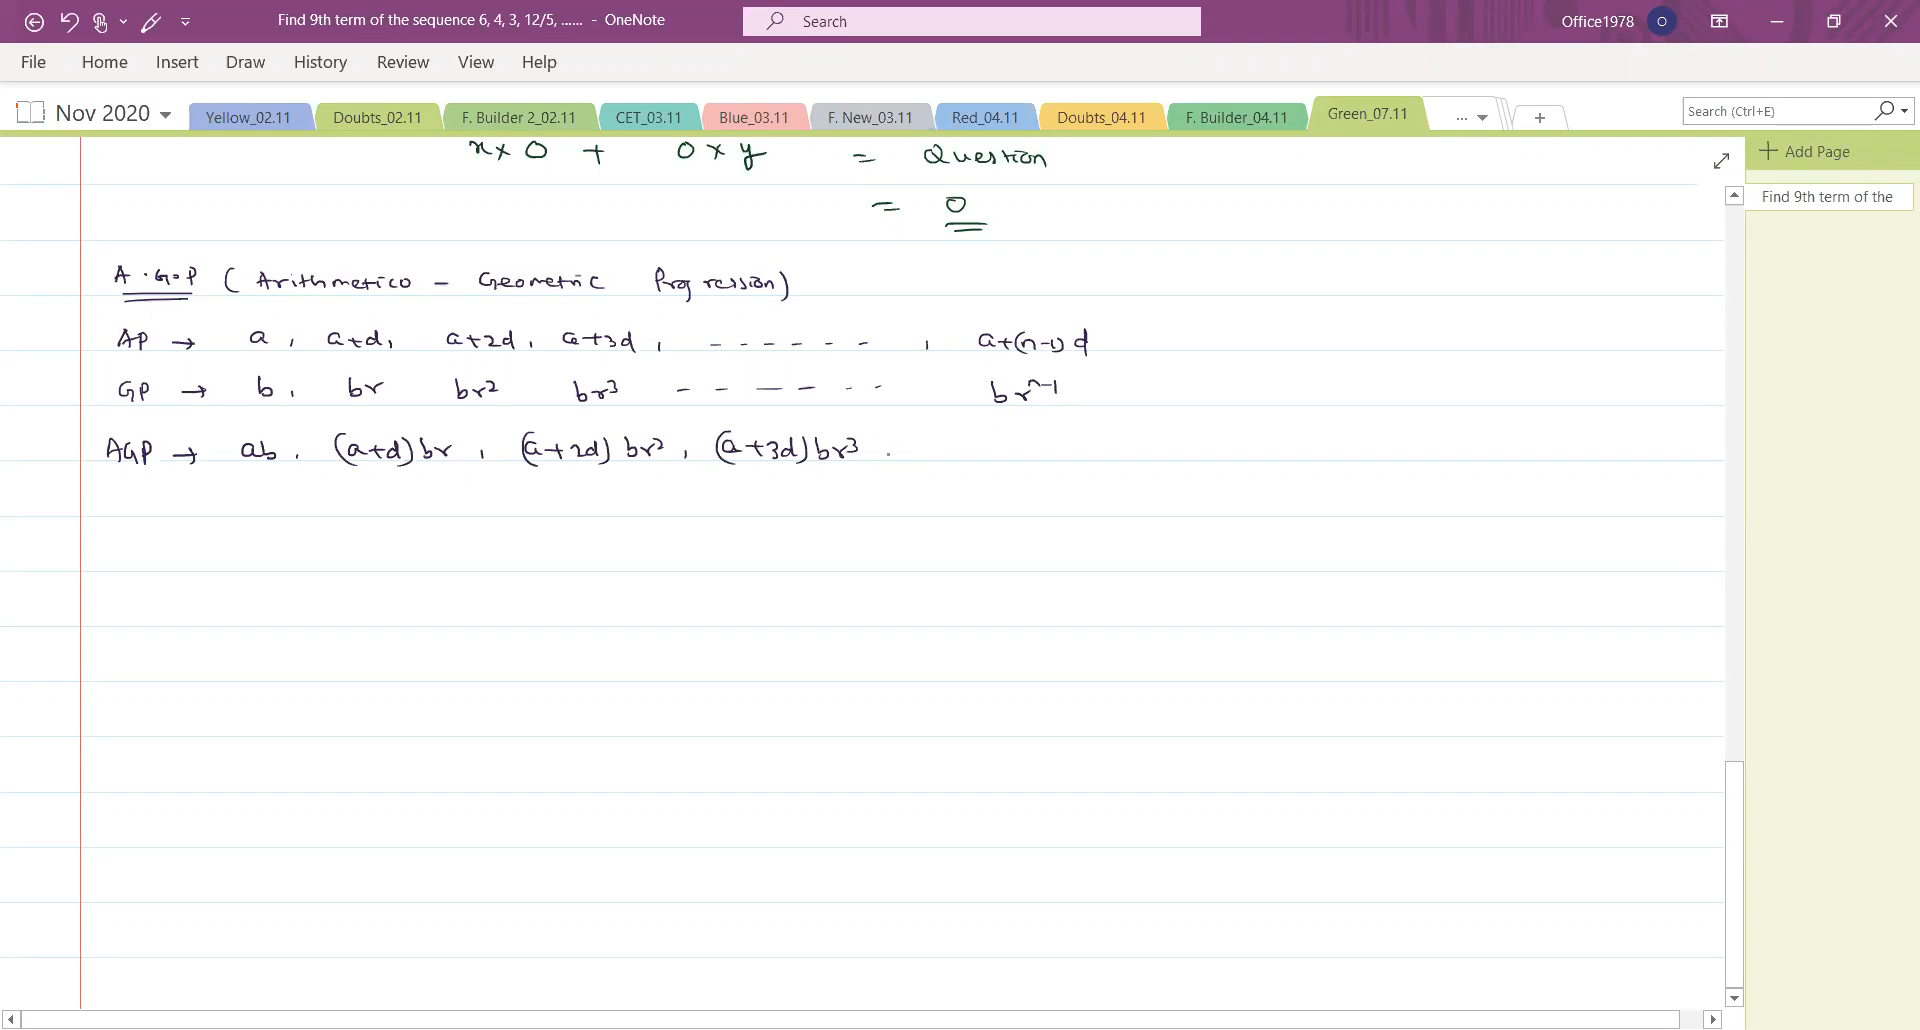 Find 9th term of the sequence 6, 4, 3, 12/5, ...... - OneNote
Search
Office1978
O
File Home Insert Draw History Review View Help
Nov 2020
Yellow_02.11 Doubts_02.11 F. Builder 2_02.11 CET_03.11 Blue_03.11 F. New_03.11 Red_04.11 Doubts_04.11 F. Builder_04.11 Green_07.11 ... +
Search (Ctrl+E)
Add Page
Find 9th term of the
x × 0 + 0 × y = Question
= 0
A.G.P (Arithmetico - Geometric Progression)
AP → a, a+d, a+2d, a+3d, - - - - - - -, a+(n-1)d
GP → b, br br² br³ - - - - - - brⁿ⁻¹
AGP → ab, (a+d)br, (a+2d)br², (a+3d)br³ .